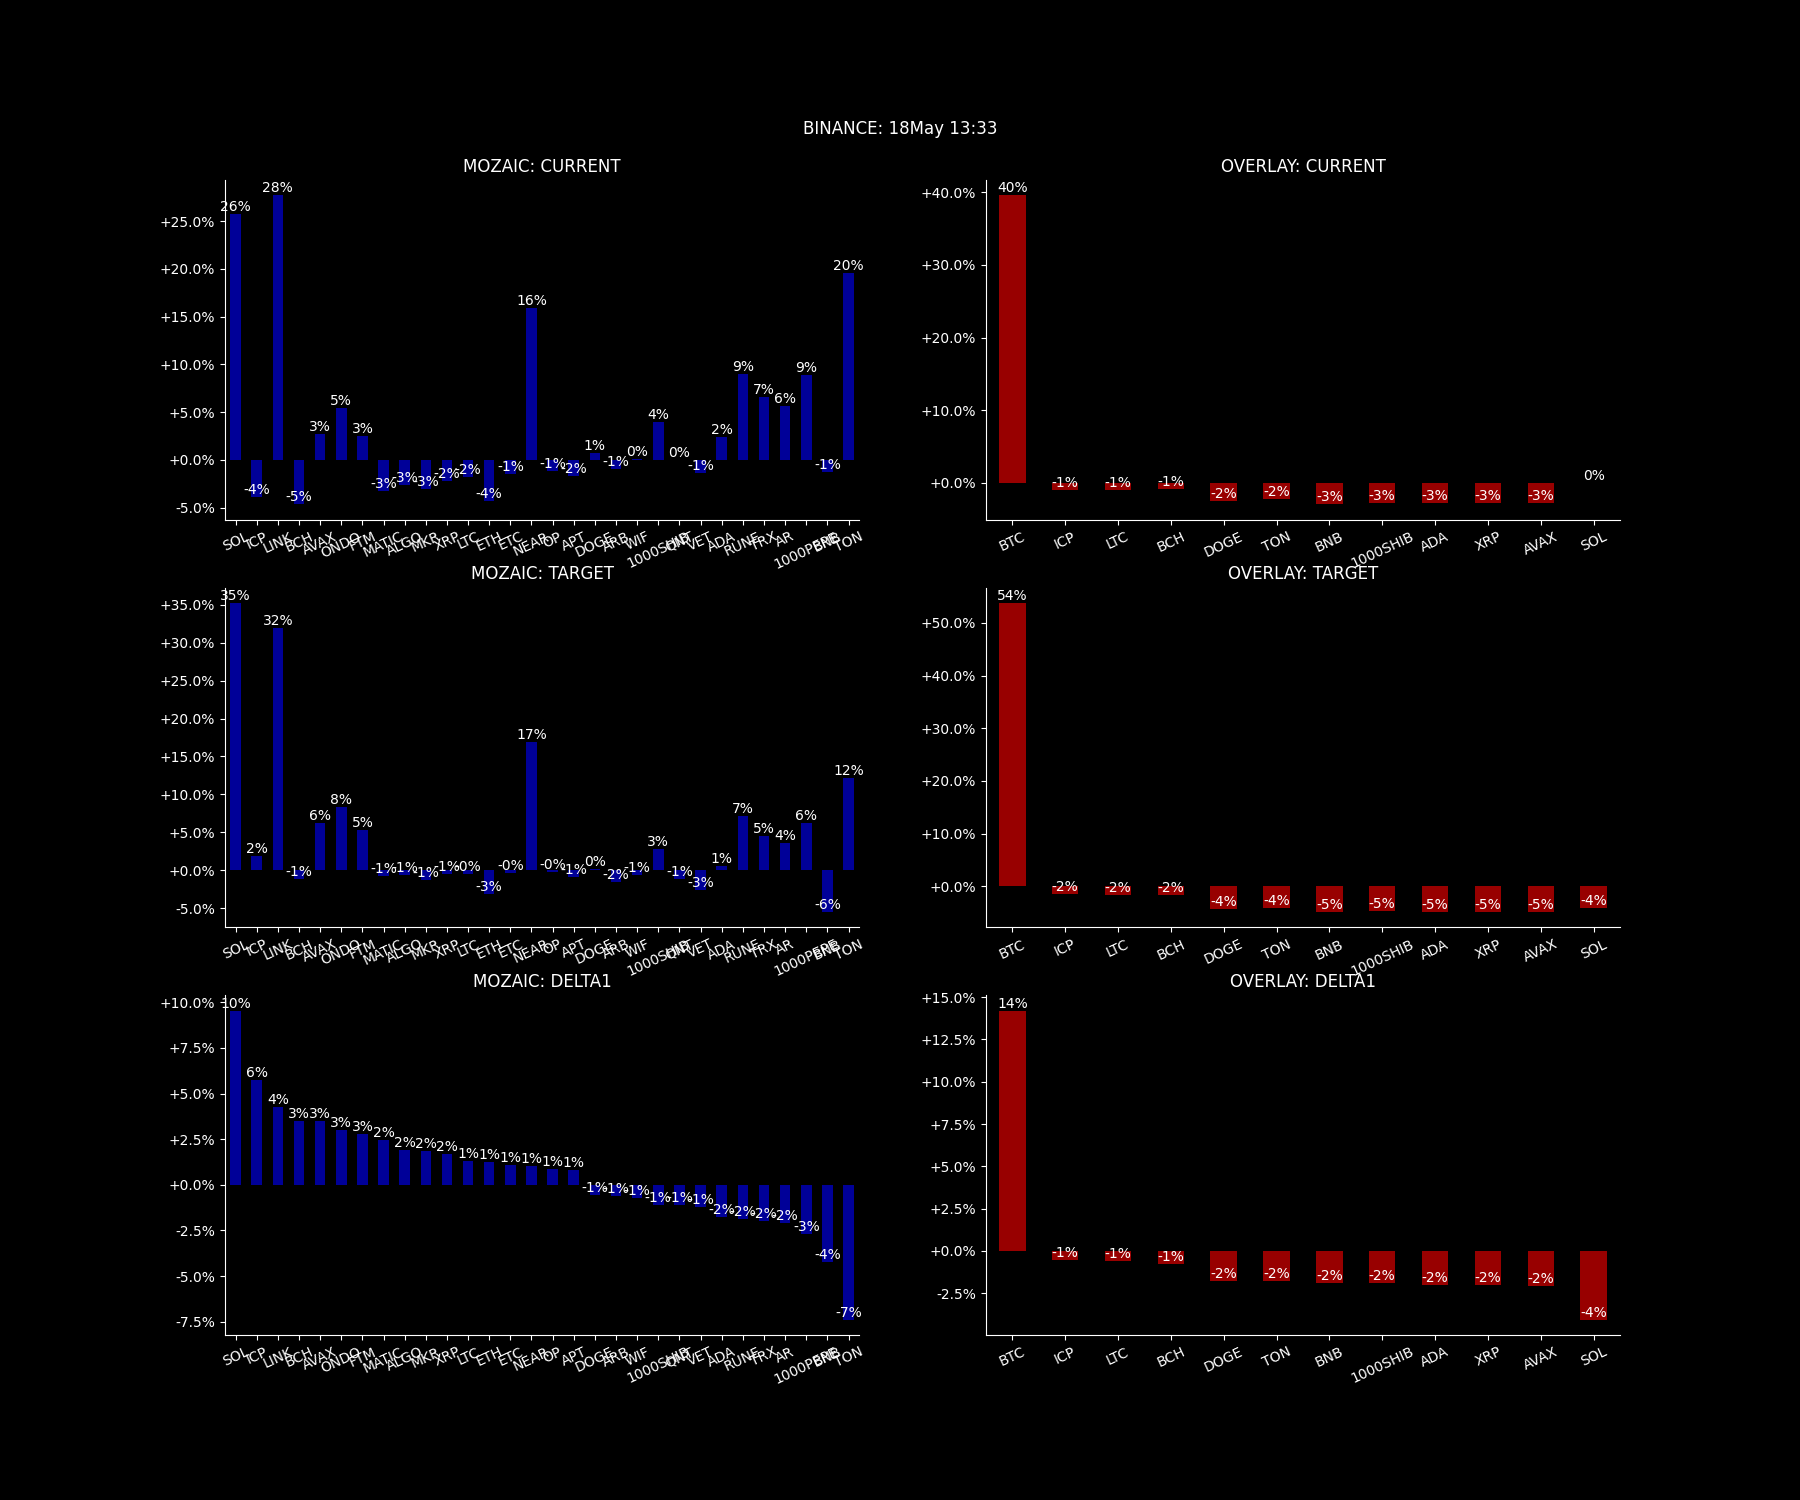 BINANCE: 18May 13:33
MOZAIC: CURRENT
+25.0%
+20.0%
+15.0%
+10.0%
+5.0%
+0.0%
-5.0%
26% -4% 28% -5% 3% 5% 3% -3% -3% -3% -2% -2% -4% -1% 16% -1% -2% 1% -1% 0% 4% 0% -1% 2% 9% 7% 6% 9% -1% 20%
SOL ICP LINK BCH AVAX ONDO FTM MATIC ALGO MKR XRP LTC ETH ETC NEAR OP APT DOGE ARB WIF 1000SHIB VET ADA RUNE TRX AR 1000PEPE BNB TON
OVERLAY: CURRENT
+40.0%
+30.0%
+20.0%
+10.0%
+0.0%
40% -1% -1% -1% -2% -2% -3% -3% -3% -3% -3% 0%
BTC ICP LTC BCH DOGE TON BNB 1000SHIB ADA XRP AVAX SOL
MOZAIC: TARGET
+35.0%
+30.0%
+25.0%
+20.0%
+15.0%
+10.0%
+5.0%
+0.0%
-5.0%
35% 2% 32% -1% 6% 8% 5% -1% -1% -1% -1% -0% -3% -0% 17% -0% -1% 0% -2% -1% 3% -1% -3% 1% 7% 5% 4% 6% -6% 12%
SOL ICP LINK BCH AVAX ONDO FTM MATIC ALGO MKR XRP LTC ETH ETC NEAR OP APT DOGE ARB WIF 1000SHIB VET ADA RUNE TRX AR 1000PEPE BNB TON
OVERLAY: TARGET
+50.0%
+40.0%
+30.0%
+20.0%
+10.0%
+0.0%
54% -2% -2% -2% -4% -4% -5% -5% -5% -5% -5% -4%
BTC ICP LTC BCH DOGE TON BNB 1000SHIB ADA XRP AVAX SOL
MOZAIC: DELTA1
+10.0%
+7.5%
+5.0%
+2.5%
+0.0%
-2.5%
-5.0%
-7.5%
10% 6% 4% 3% 3% 3% 3% 2% 2% 2% 2% 1% 1% 1% 1% 1% 1% -1% -1% -1% -1% -1% -1% -2% -2% -2% -2% -3% -4% -7%
SOL ICP LINK BCH AVAX ONDO FTM MATIC ALGO MKR XRP LTC ETH ETC NEAR OP APT DOGE ARB WIF 1000SHIB VET ADA RUNE TRX AR 1000PEPE BNB TON
OVERLAY: DELTA1
+15.0%
+12.5%
+10.0%
+7.5%
+5.0%
+2.5%
+0.0%
-2.5%
14% -1% -1% -1% -2% -2% -2% -2% -2% -2% -2% -4%
BTC ICP LTC BCH DOGE TON BNB 1000SHIB ADA XRP AVAX SOL